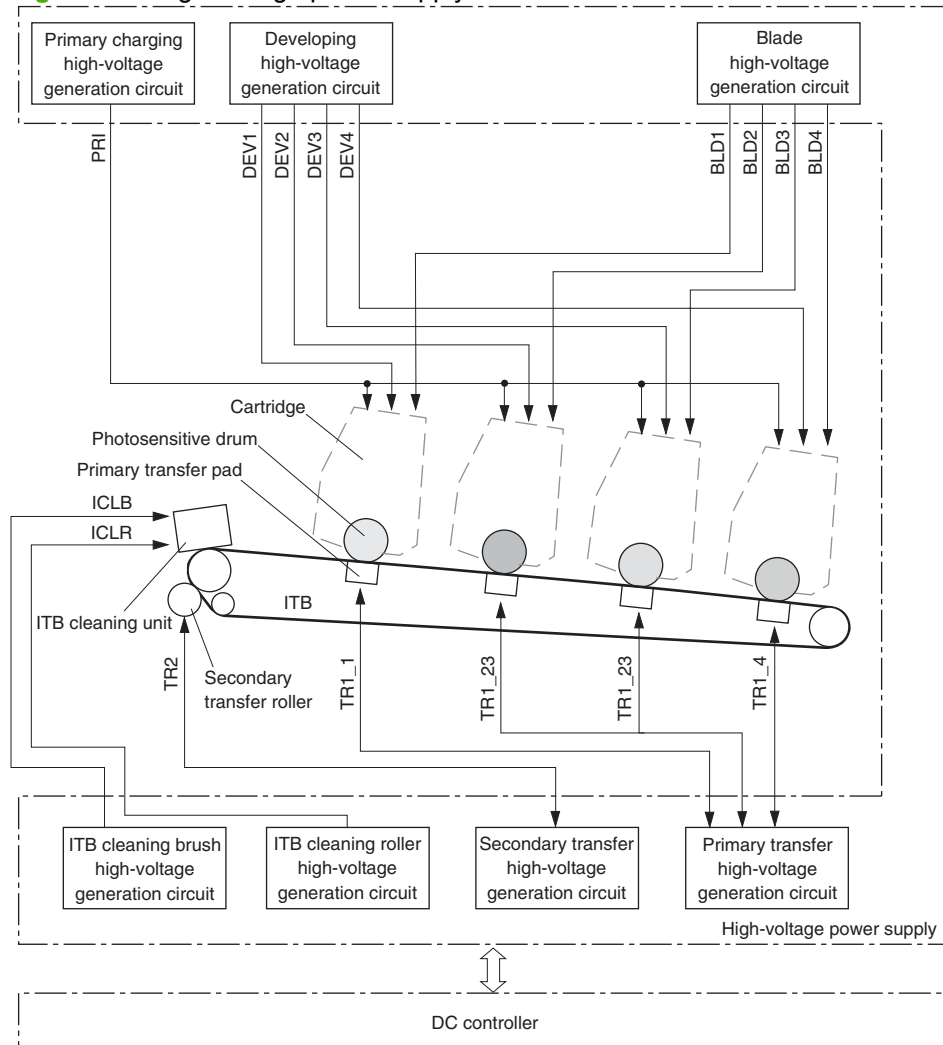 Primary charging
high-voltage
generation circuit
Developing
high-voltage
generation circuit
Blade
high-voltage
generation circuit
PRI
DEV1
DEV2
DEV3
DEV4
BLD1
BLD2
BLD3
BLD4
Cartridge
Photosensitive drum
Primary transfer pad
ICLB
ICLR
ITB cleaning unit
ITB
Secondary
transfer roller
TR2
TR1_1
TR1_23
TR1_23
TR1_4
ITB cleaning brush
high-voltage
generation circuit
ITB cleaning roller
high-voltage
generation circuit
Secondary transfer
high-voltage
generation circuit
Primary transfer
high-voltage
generation circuit
High-voltage power supply
DC controller